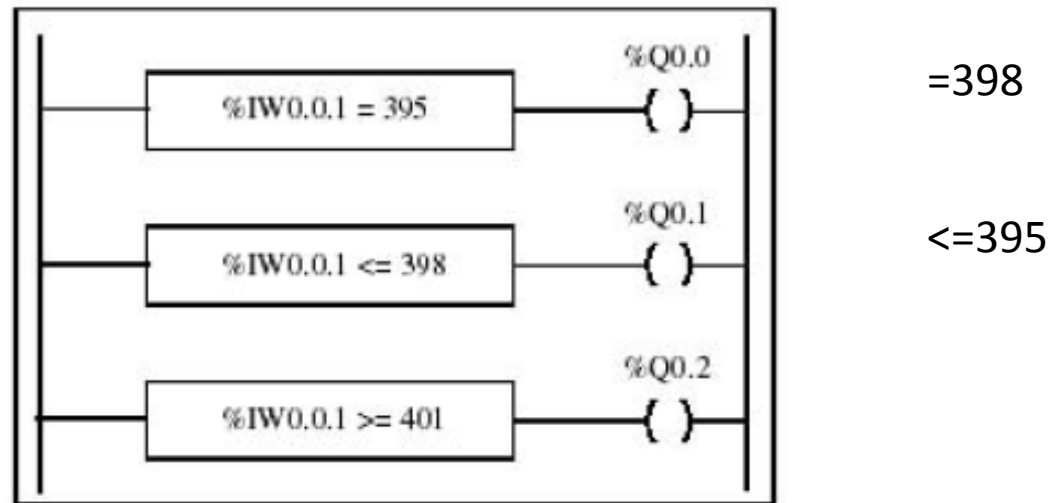 %Q0.0
%IW0.0.1 = 395
( )
=398
%Q0.1
%IW0.0.1 <= 398
( )
<=395
%Q0.2
%IW0.0.1 >= 401
( )